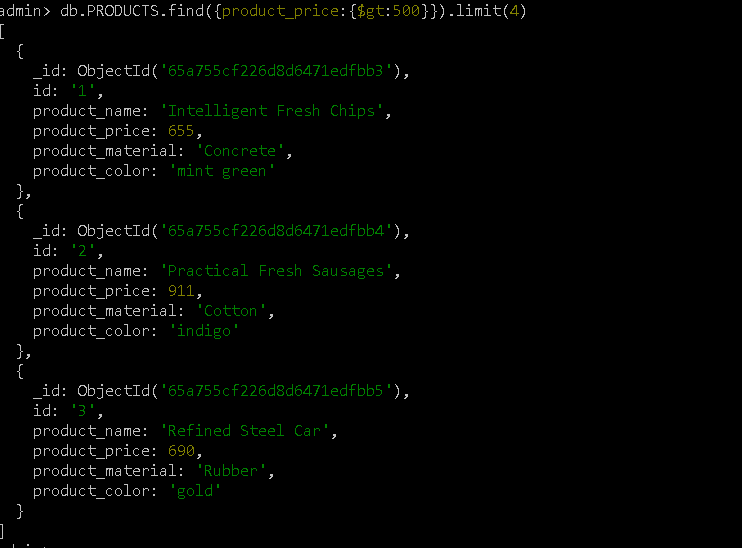 admin> db.PRODUCTS.find({product_price:{$gt:500}}).limit(4)
[
  {
    _id: ObjectId('65a755cf226d8d6471edfbb3'),
    id: '1',
    product_name: 'Intelligent Fresh Chips',
    product_price: 655,
    product_material: 'Concrete',
    product_color: 'mint green'
  },
  {
    _id: ObjectId('65a755cf226d8d6471edfbb4'),
    id: '2',
    product_name: 'Practical Fresh Sausages',
    product_price: 911,
    product_material: 'Cotton',
    product_color: 'indigo'
  },
  {
    _id: ObjectId('65a755cf226d8d6471edfbb5'),
    id: '3',
    product_name: 'Refined Steel Car',
    product_price: 690,
    product_material: 'Rubber',
    product_color: 'gold'
  }
]